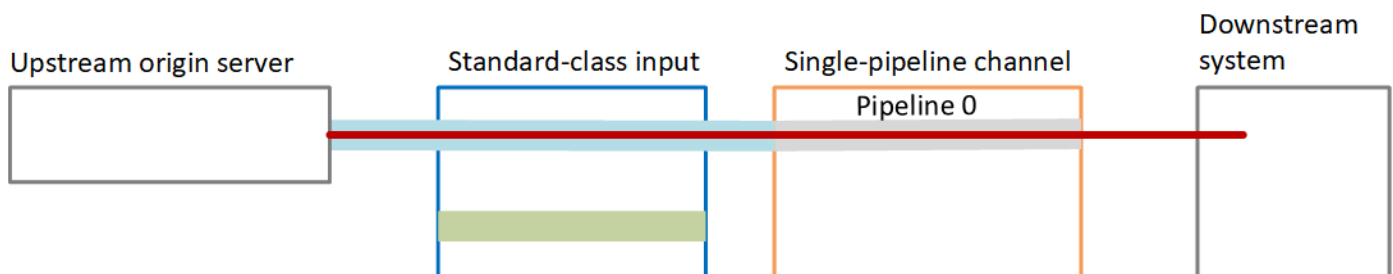 Upstream origin server
Standard-class input
Single-pipeline channel
Downstream
system
Pipeline 0